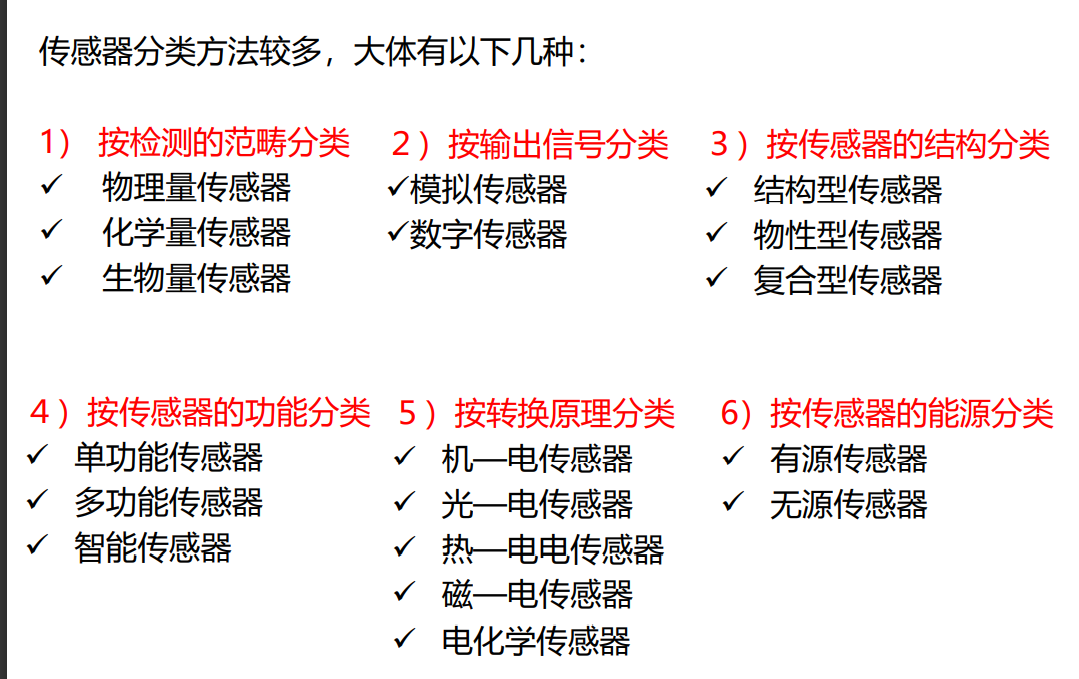 传感器分类方法较多，大体有以下几种：
1） 按检测的范畴分类
✓ 物理量传感器
✓ 化学量传感器
✓ 生物量传感器
2 ）按输出信号分类
✓模拟传感器
✓数字传感器
3 ）按传感器的结构分类
✓ 结构型传感器
✓ 物性型传感器
✓ 复合型传感器
4 ）按传感器的功能分类
✓ 单功能传感器
✓ 多功能传感器
✓ 智能传感器
5 ）按转换原理分类
✓ 机—电传感器
✓ 光—电传感器
✓ 热—电电传感器
✓ 磁—电传感器
✓ 电化学传感器
6）按传感器的能源分类
✓ 有源传感器
✓ 无源传感器